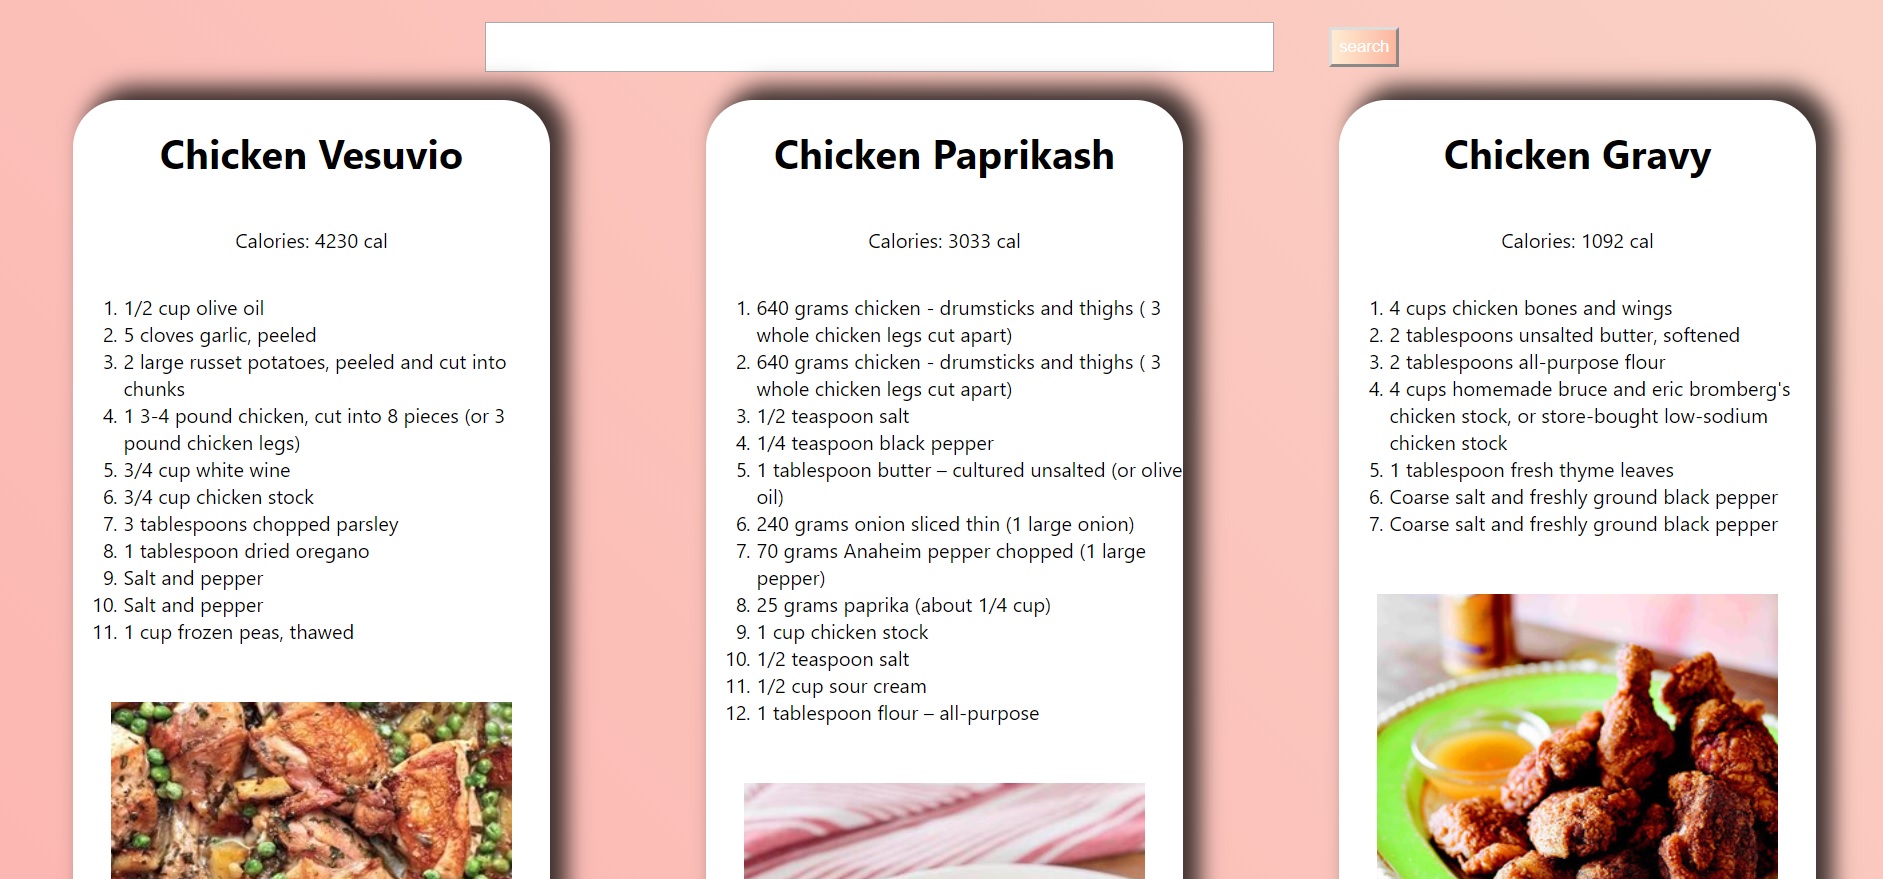 search
Chicken Vesuvio
Calories: 4230 cal
1. 1/2 cup olive oil
2. 5 cloves garlic, peeled
3. 2 large russet potatoes, peeled and cut into
chunks
4. 1 3-4 pound chicken, cut into 8 pieces (or 3
pound chicken legs)
5. 3/4 cup white wine
6. 3/4 cup chicken stock
7. 3 tablespoons chopped parsley
8. 1 tablespoon dried oregano
9. Salt and pepper
10. Salt and pepper
11. 1 cup frozen peas, thawed
Chicken Paprikash
Calories: 3033 cal
1. 640 grams chicken - drumsticks and thighs ( 3
whole chicken legs cut apart)
2. 640 grams chicken - drumsticks and thighs ( 3
whole chicken legs cut apart)
3. 1/2 teaspoon salt
4. 1/4 teaspoon black pepper
5. 1 tablespoon butter – cultured unsalted (or olive
oil)
6. 240 grams onion sliced thin (1 large onion)
7. 70 grams Anaheim pepper chopped (1 large
pepper)
8. 25 grams paprika (about 1/4 cup)
9. 1 cup chicken stock
10. 1/2 teaspoon salt
11. 1/2 cup sour cream
12. 1 tablespoon flour – all-purpose
Chicken Gravy
Calories: 1092 cal
1. 4 cups chicken bones and wings
2. 2 tablespoons unsalted butter, softened
3. 2 tablespoons all-purpose flour
4. 4 cups homemade bruce and eric bromberg's
chicken stock, or store-bought low-sodium
chicken stock
5. 1 tablespoon fresh thyme leaves
6. Coarse salt and freshly ground black pepper
7. Coarse salt and freshly ground black pepper